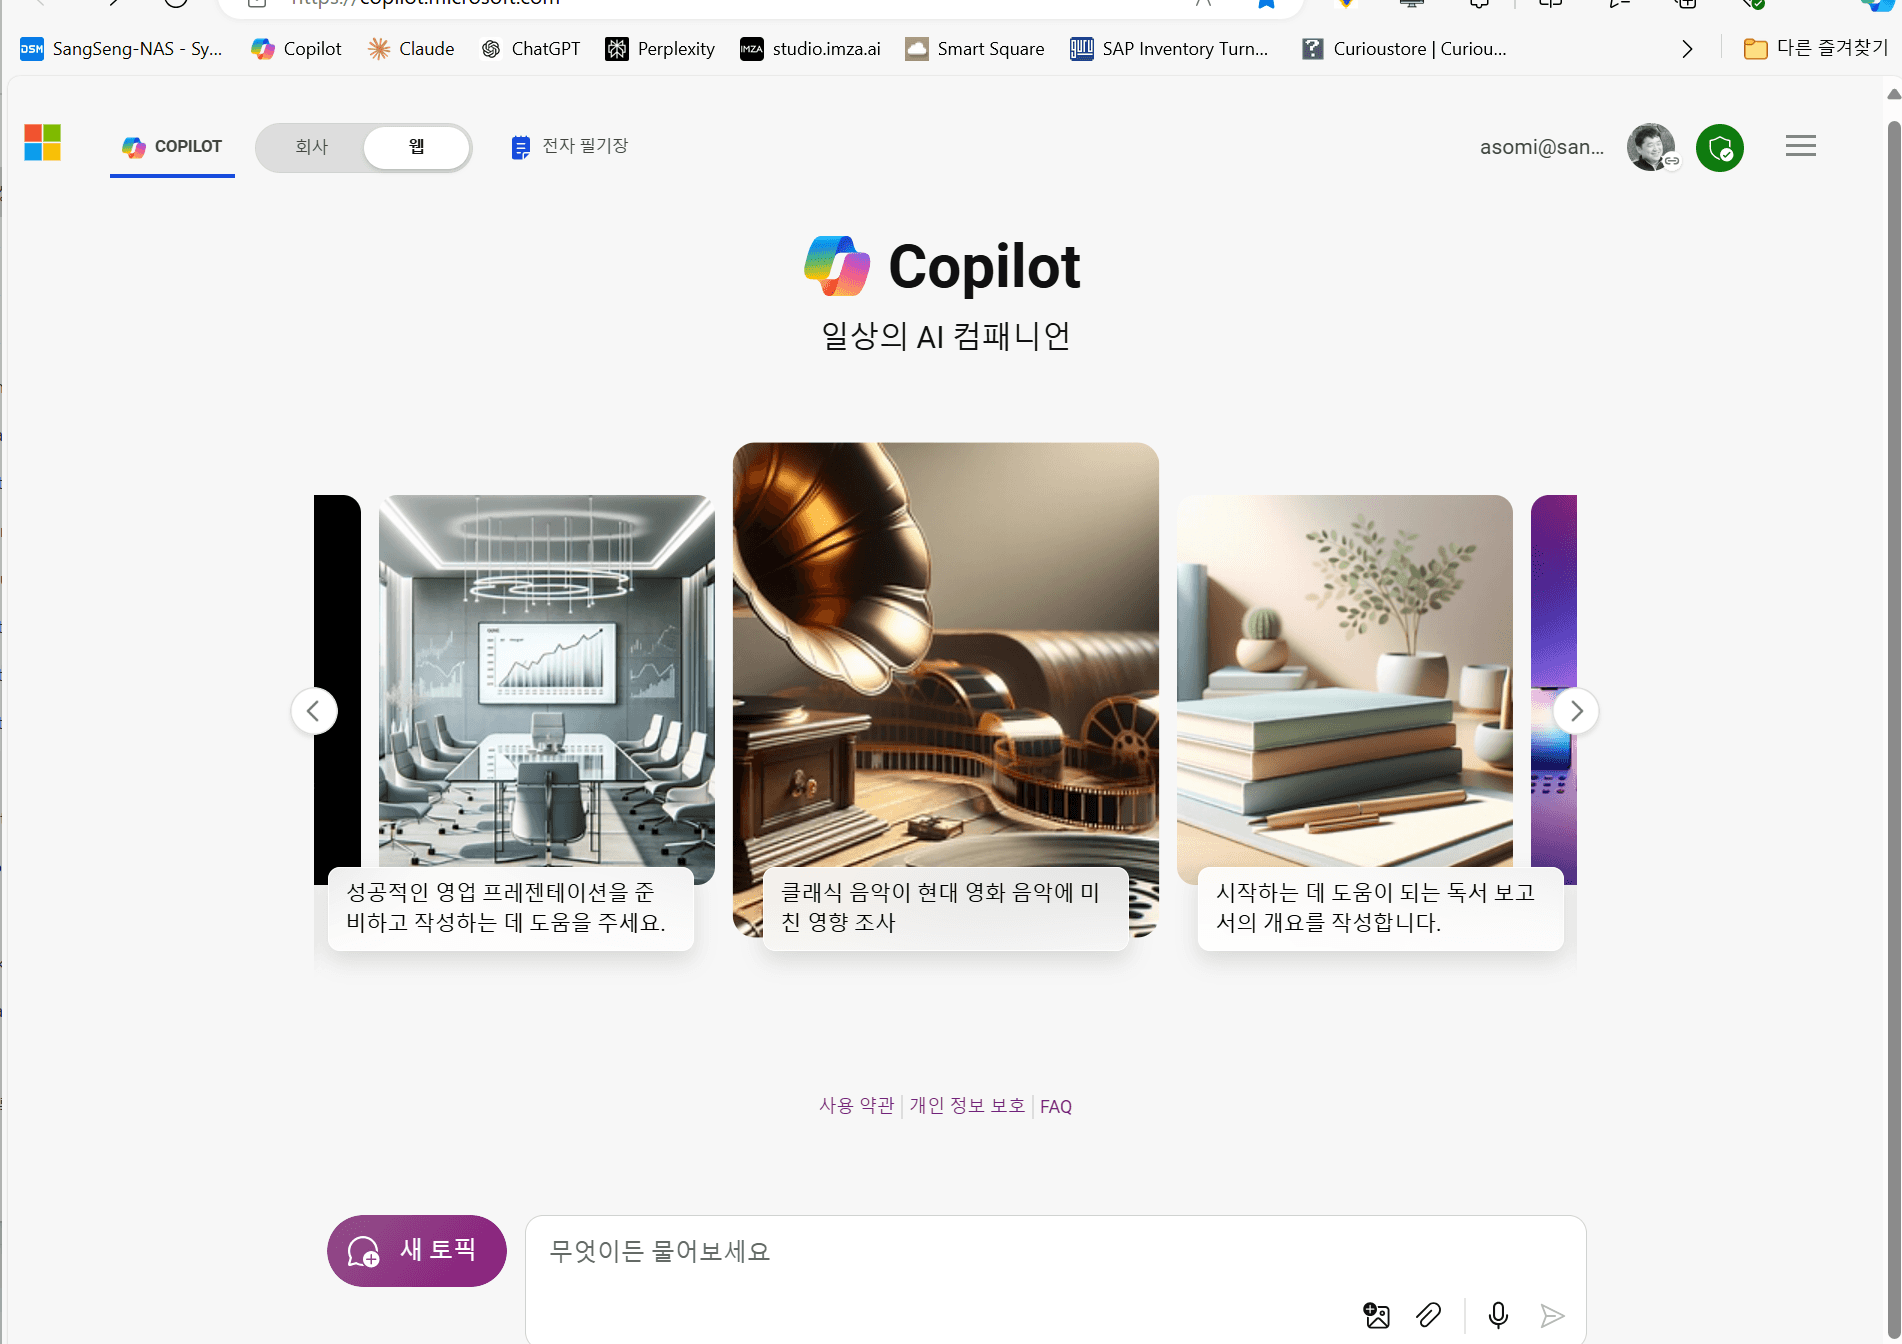 https://copilot.microsoft.com
SangSeng-NAS - Sy...
Copilot
Claude
ChatGPT
Perplexity
studio.imza.ai
Smart Square
SAP Inventory Turn...
Curioustore | Curiou...
다른 즐겨찾기
COPILOT
회사
웹
전자 필기장
asomi@san...
Copilot
일상의 AI 컴패니언
성공적인 영업 프레젠테이션을 준
비하고 작성하는 데 도움을 주세요.
클래식 음악이 현대 영화 음악에 미
친 영향 조사
시작하는 데 도움이 되는 독서 보고
서의 개요를 작성합니다.
사용 약관 | 개인 정보 보호 | FAQ
새 토픽
무엇이든 물어보세요